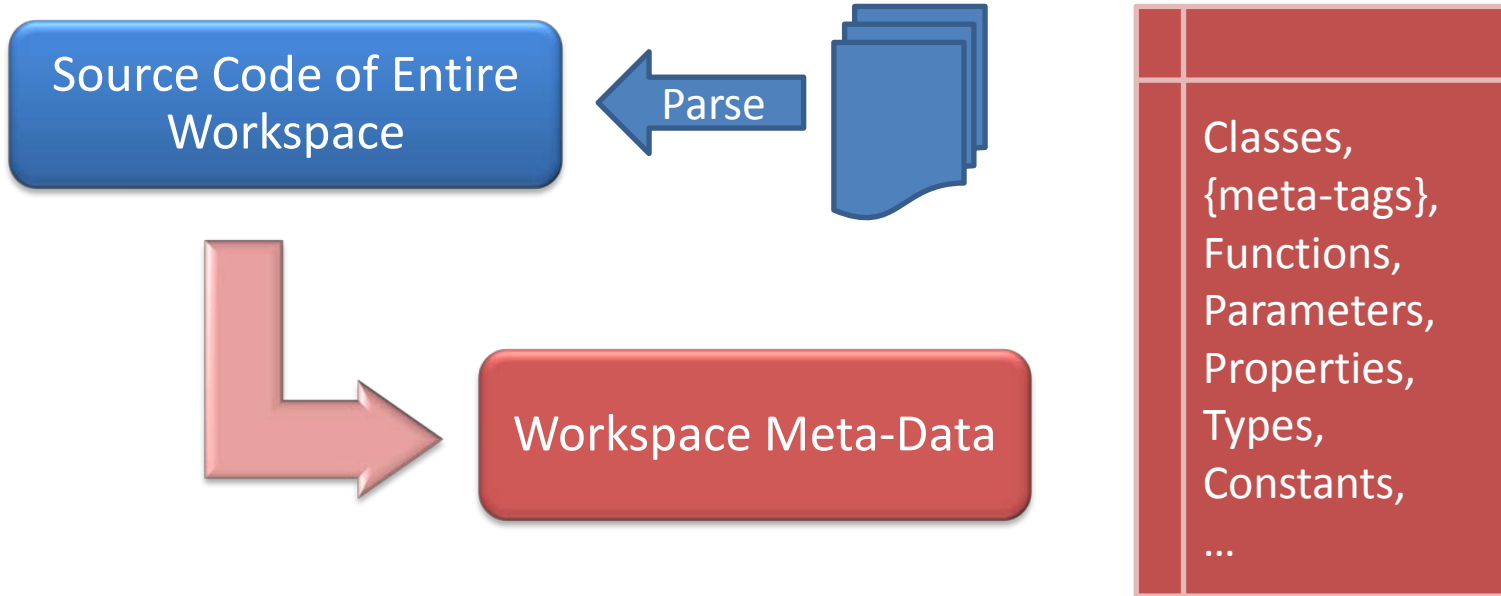 Source Code of Entire
Workspace
Parse
Workspace Meta-Data
Classes,
{meta-tags},
Functions,
Parameters,
Properties,
Types,
Constants,
…